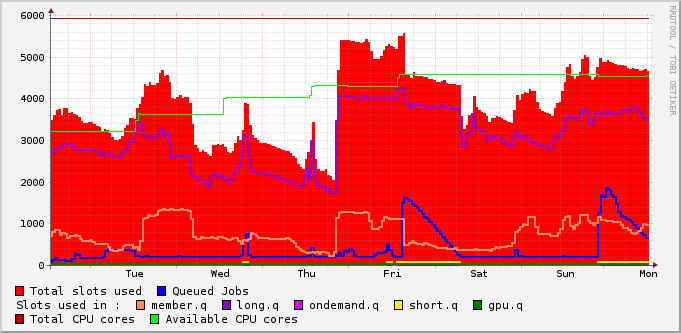 6000
5000
4000
3000
2000
1000
0
Tue Wed Thu Fri Sat Sun Mon
RRDTOOL / TOBI OETIKER
Total slots used Queued Jobs
Slots used in : member.q long.q ondemand.q short.q gpu.q
Total CPU cores Available CPU cores